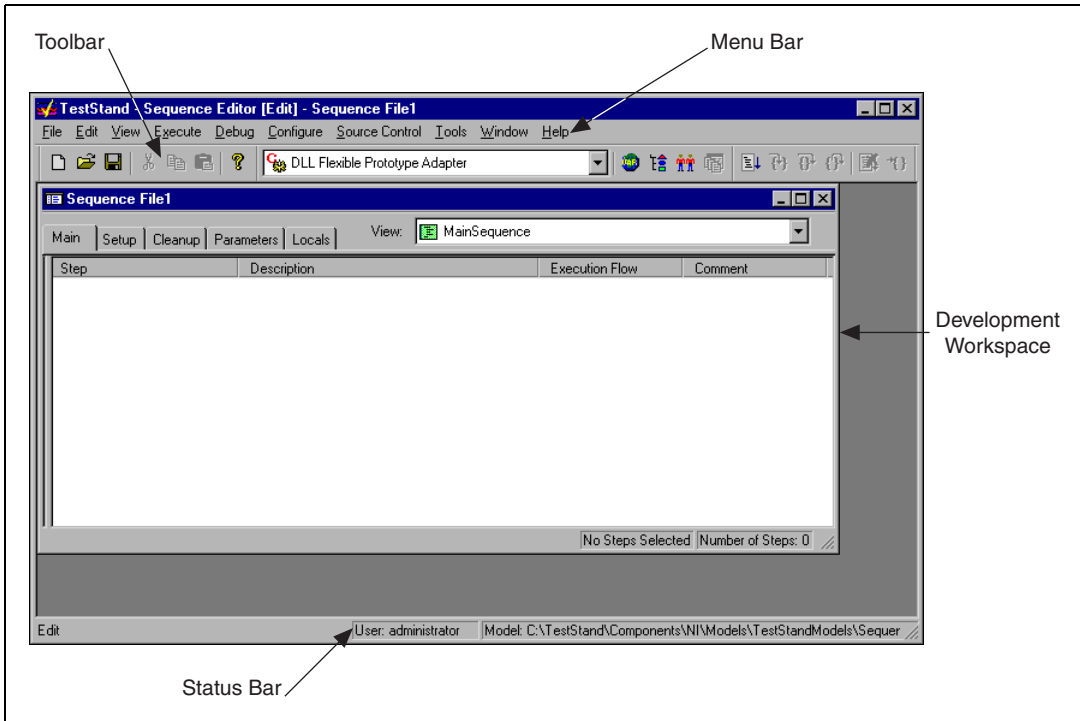 Toolbar
Menu Bar
TestStand - Sequence Editor [Edit] - Sequence File1
File Edit View Execute Debug Configure Source Control Tools Window Help
DLL Flexible Prototype Adapter
Sequence File1
Main Setup Cleanup Parameters Locals View: MainSequence
Step Description Execution Flow Comment
Development
Workspace
No Steps Selected Number of Steps: 0
Edit User: administrator Model: C:\TestStand\Components\NI\Models\TestStandModels\Sequer
Status Bar